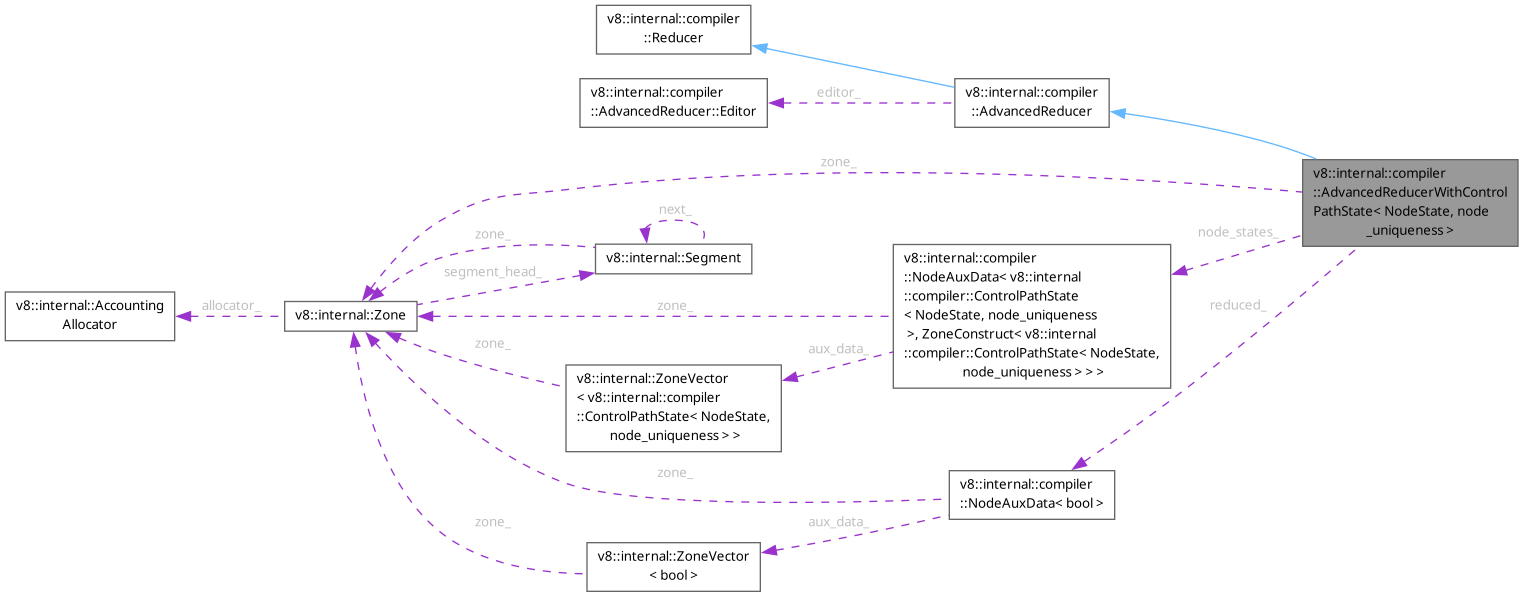 v8::internal::compiler
::Reducer
v8::internal::compiler
::AdvancedReducer::Editor
editor_
v8::internal::compiler
::AdvancedReducer
v8::internal::compiler
::AdvancedReducerWithControl
PathState< NodeState, node
_uniqueness >
zone_
next_
zone_
v8::internal::Segment
segment_head_
node_states_
v8::internal::Accounting
Allocator
allocator_
v8::internal::Zone
zone_
v8::internal::compiler
::NodeAuxData< v8::internal
::compiler::ControlPathState
< NodeState, node_uniqueness
>, ZoneConstruct< v8::internal
::compiler::ControlPathState< NodeState,
node_uniqueness > > >
reduced_
zone_
aux_data_
v8::internal::ZoneVector
< v8::internal::compiler
::ControlPathState< NodeState,
node_uniqueness > >
zone_
v8::internal::compiler
::NodeAuxData< bool >
zone_
aux_data_
v8::internal::ZoneVector
< bool >